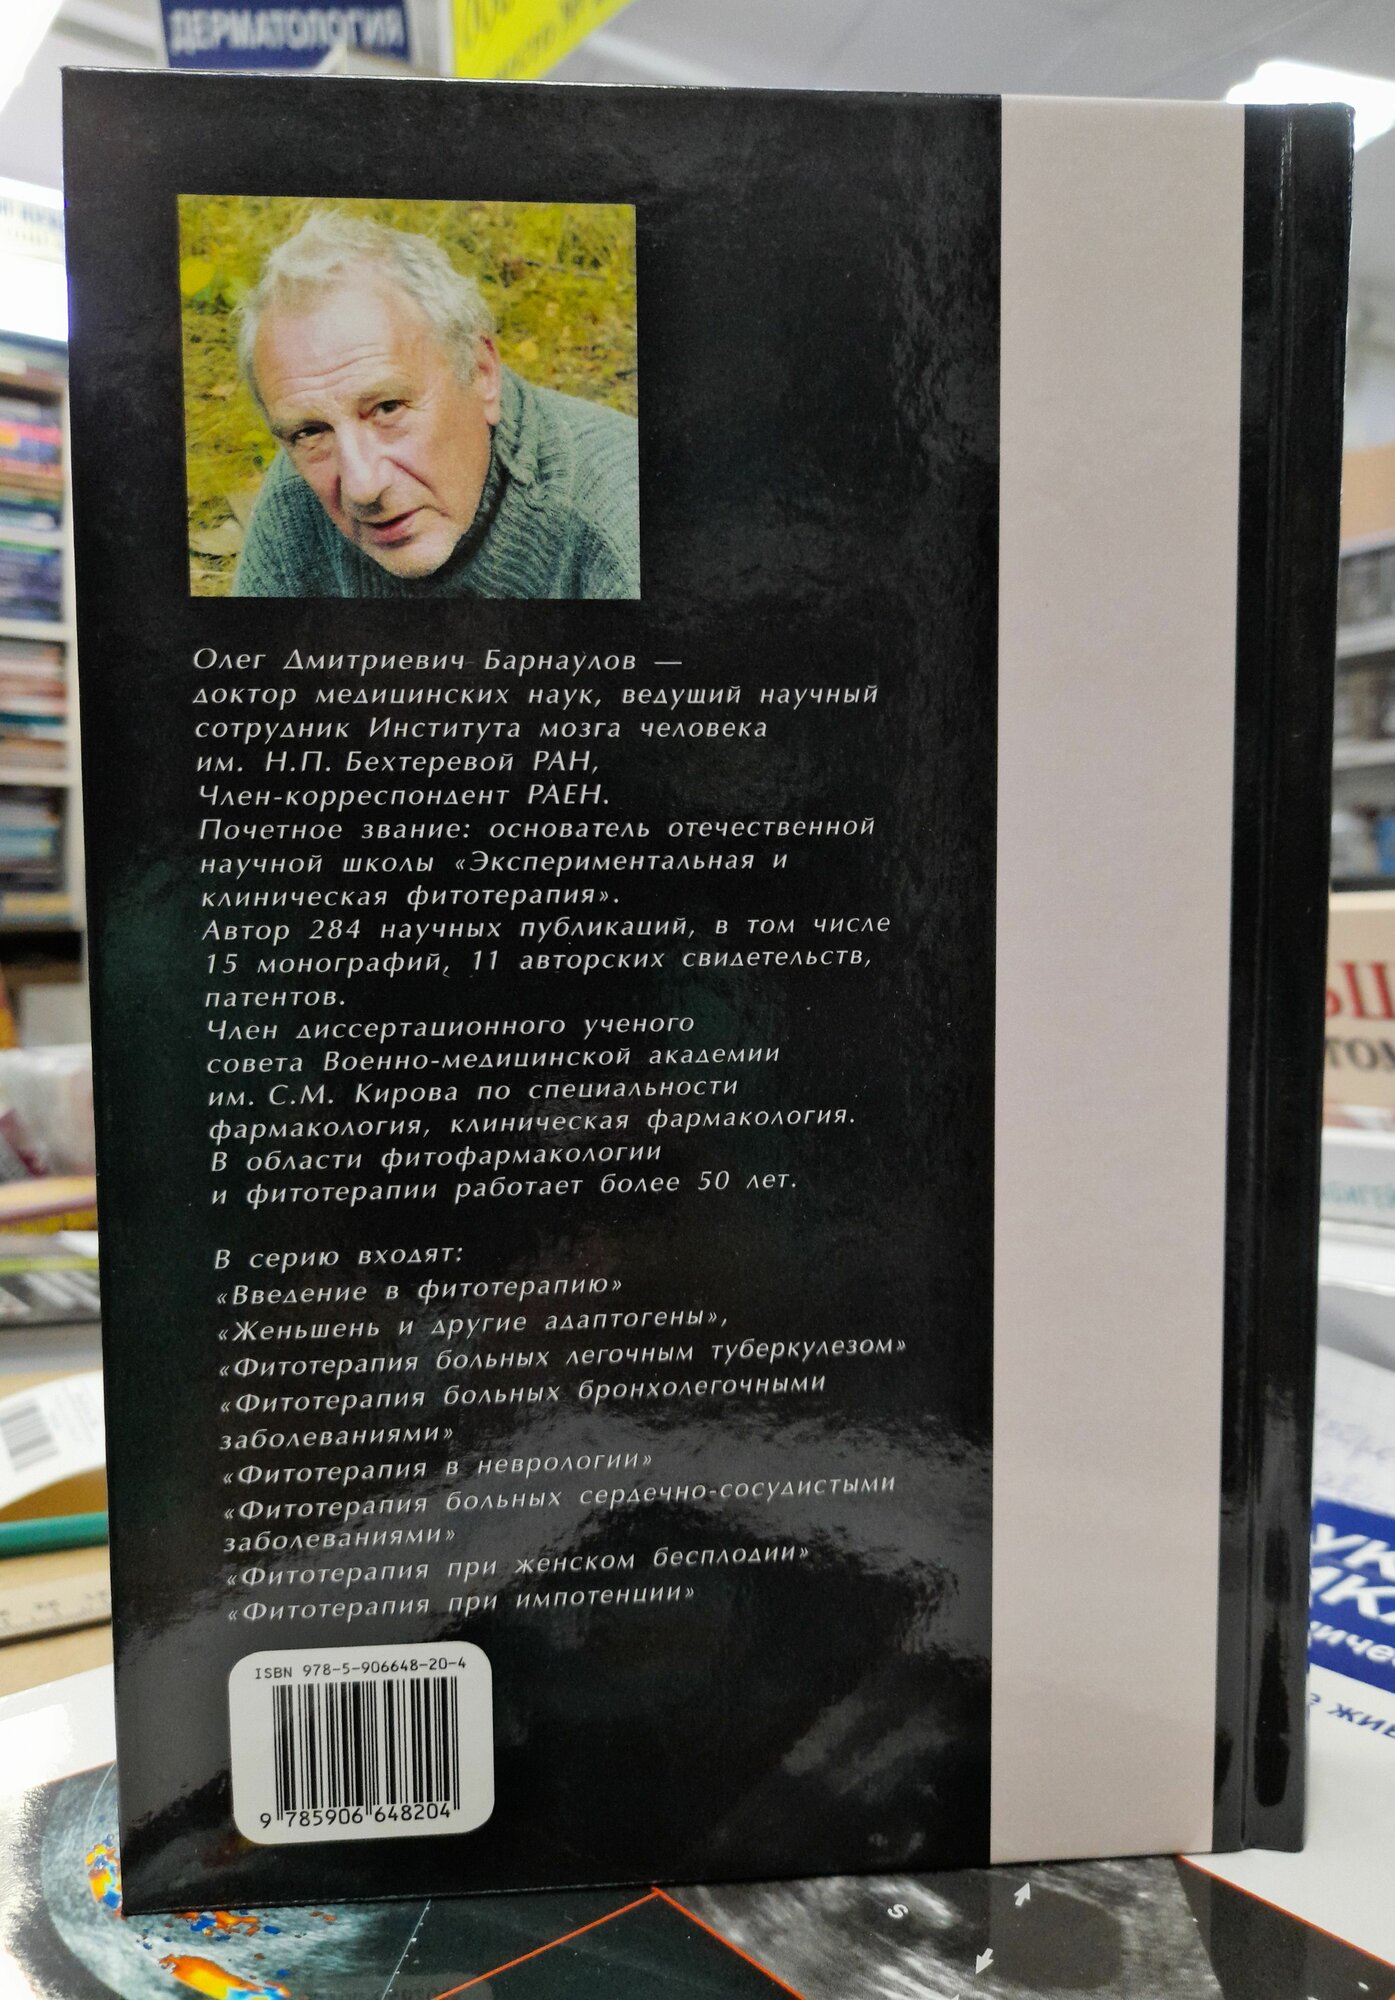 ДЕРМАТОЛОГИЯ
Олег Дмитриевич Барнаулов —
доктор медицинских наук, ведущий научный
сотрудник Института мозга человека
им. Н.П. Бехтеревой РАН,
Член-корреспондент РАЕН.
Почетное звание: основатель отечественной
научной школы «Экспериментальная и
клиническая фитотерапия».
Автор 284 научных публикаций, в том числе
15 монографий, 11 авторских свидетельств,
патентов.
Член диссертационного ученого
совета Военно-медицинской академии
им. С.М. Кирова по специальности
фармакология, клиническая фармакология.
В области фитофармакологии
и фитотерапии работает более 50 лет.
В серию входят:
«Введение в фитотерапию»
«Женьшень и другие адаптогены»,
«Фитотерапия больных легочным туберкулезом»
«Фитотерапия больных бронхолегочными
заболеваниями»
«Фитотерапия в неврологии»
«Фитотерапия больных сердечно-сосудистыми
заболеваниями»
«Фитотерапия при женском бесплодии»
«Фитотерапия при импотенции»
ISBN 978-5-906648-20-4
9 785906 648204
S